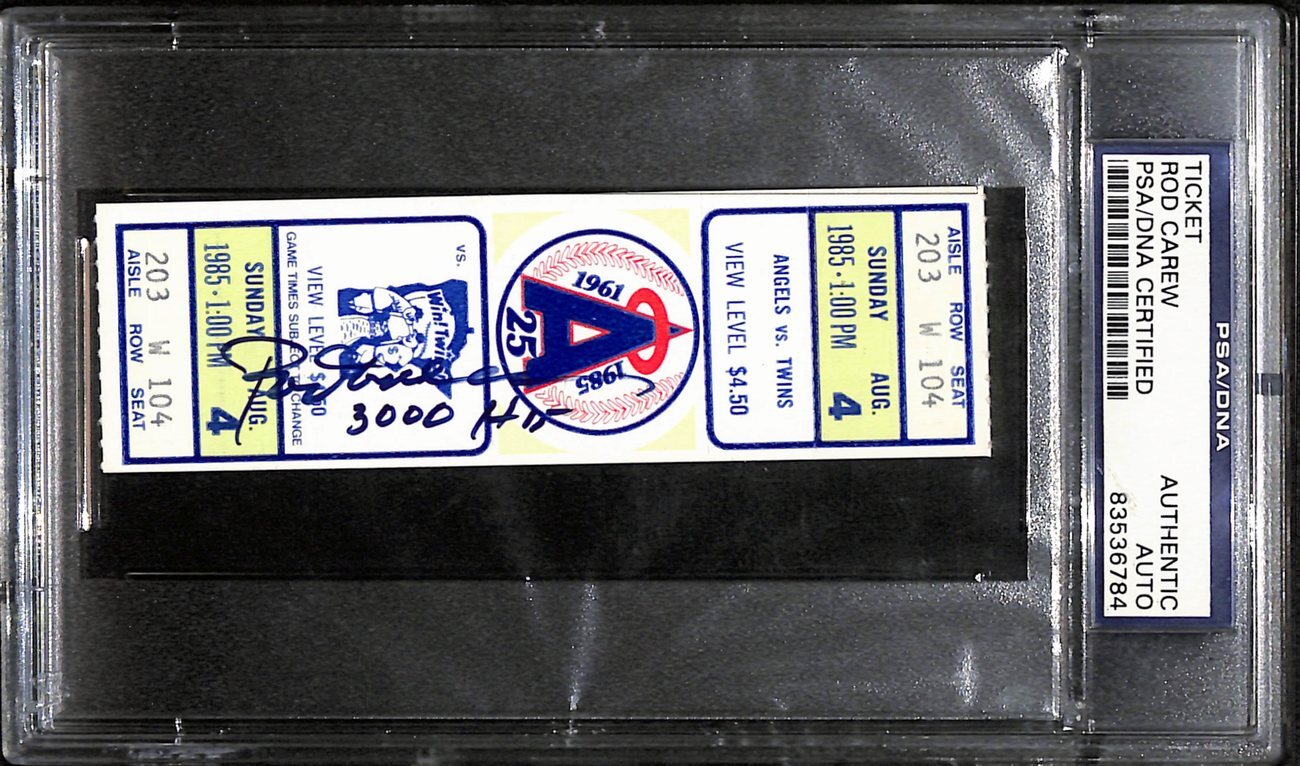 TICKET
ROD CAREW
PSA/DNA CERTIFIED
AUTHENTIC
AUTO
83536784
PSA/DNA
AISLE ROW SEAT
203 W 104
SUNDAY AUG.
1985·1:00 PM 4
ANGELS VS. TWINS
VIEW LEVEL $4.50
1961
A
25
1985
VS.
Win! Twi
VIEW LEVEL
GAME TIMES SUBJECT CHANGE
SUNDAY AUG.
1985·1:00 PM 4
203 W 104
AISLE ROW SEAT
3000 Hit